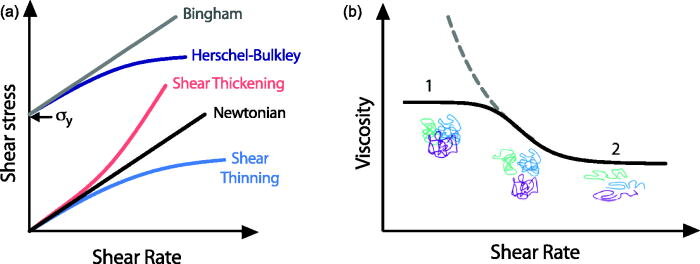 (a)
Bingham
Herschel-Bulkley
Shear Thickening
Newtonian
Shear
Thinning
σy
Shear stress
Shear Rate
(b)
1
2
Viscosity
Shear Rate